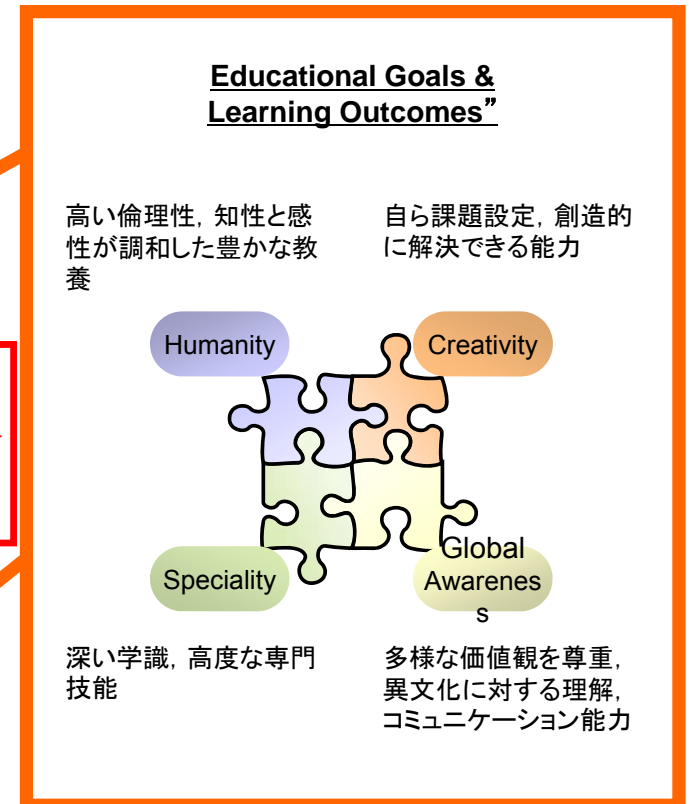 Educational Goals &
Learning Outcomes”
高い倫理性，知性と感
性が調和した豊かな教
養
自ら課題設定，創造的
に解決できる能力
Humanity
Creativity
Speciality
Global
Awarenes
s
深い学識，高度な専門
技能
多様な価値観を尊重，
異文化に対する理解，
コミュニケーション能力